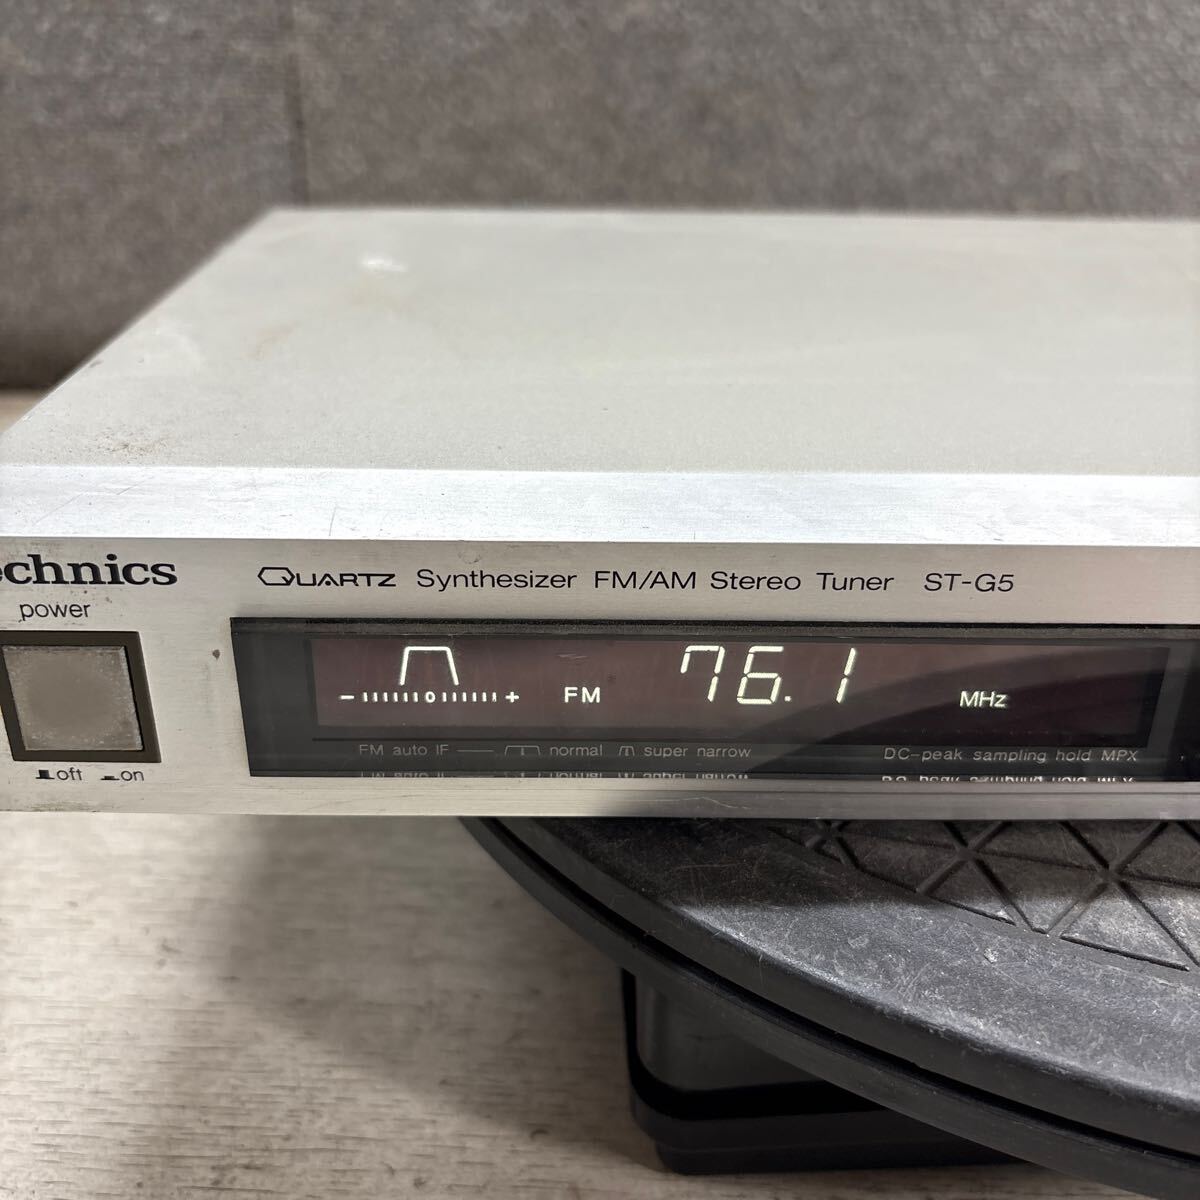 echnics
QUARTZ Synthesizer FM/AM Stereo Tuner ST-G5
power
off on
- 0 +
FM 76.1 MHz
FM auto IF normal super narrow
DC-peak sampling hold MPX